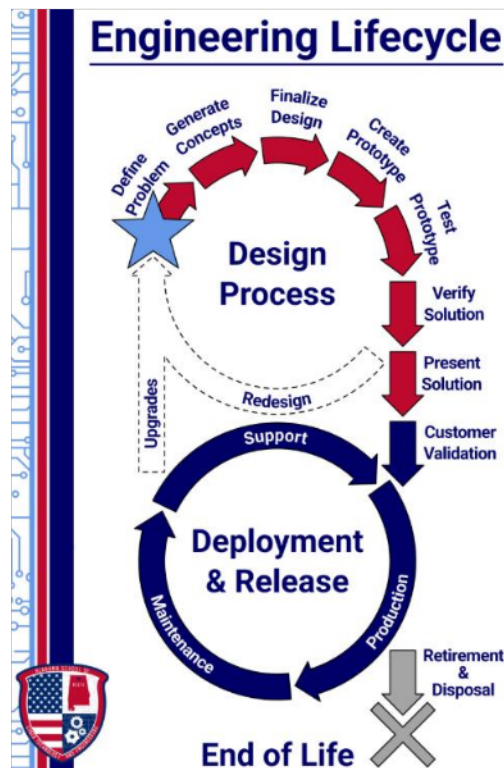 Engineering Lifecycle
Define
Problem
Generate
Concepts
Finalize
Design
Create
Prototype
Test
Prototype
Verify
Solution
Design
Process
Present
Solution
Redesign
Upgrades
Customer
Validation
Support
Deployment
& Release
Maintenance
Production
Retirement
&
Disposal
End of Life